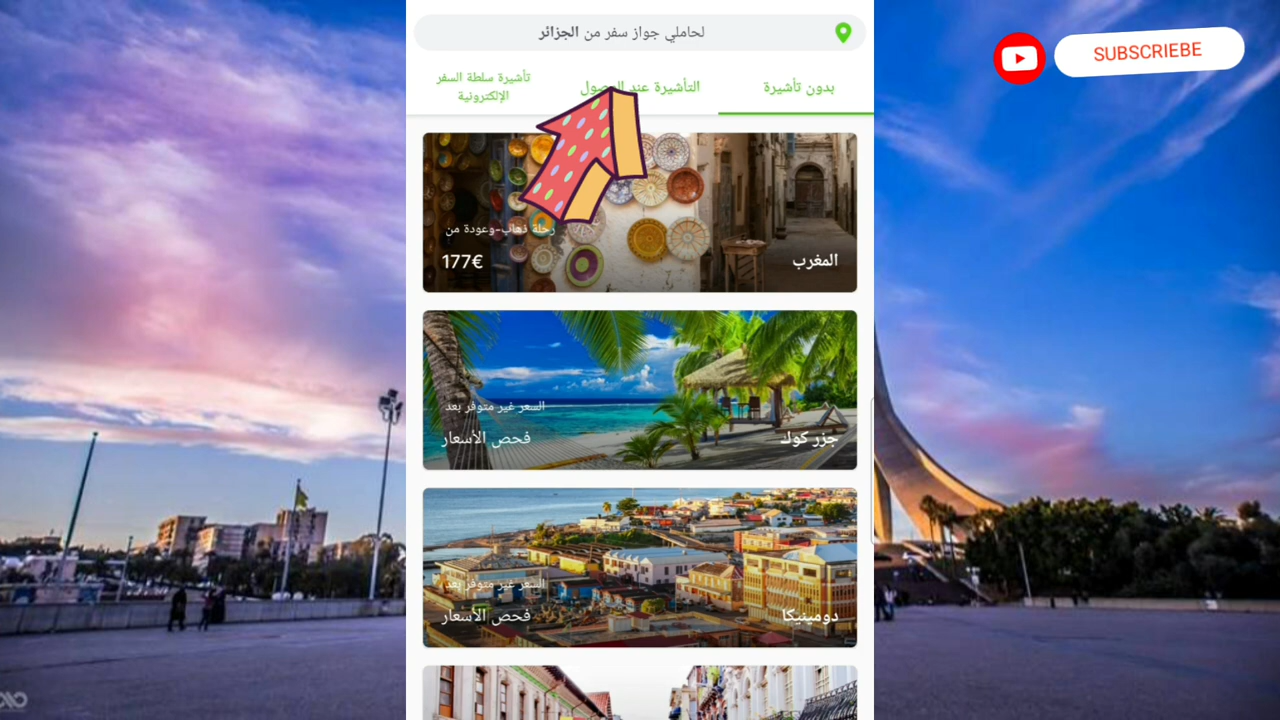 لحاملي جواز سفر من الجزائر
SUBSCRIEBE
بدون تأشيرة
التأشيرة عند
تأشيرة سلطة السفر
الإلكترونية
رحلة ذهاب-وعودة من
177€
المغرب
السعر غير متوفر بعد
فحص الأسعار
جزر كوك
السعر غير متوفر بعد
فحص الأسعار
دومينيكا